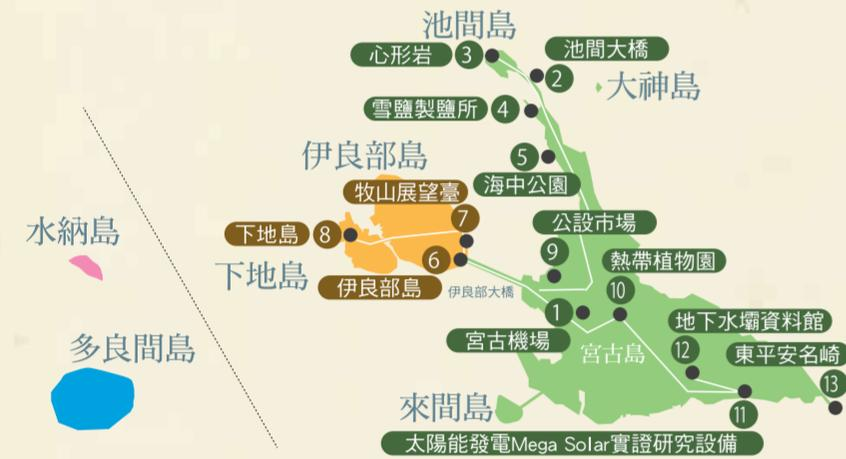 池間島
心形岩 3
池間大橋
2
大神島
雪鹽製鹽所 4
5
海中公園
伊良部島
牧山展望臺
7
下地島 8
6
伊良部島
下地島
水納島
多良間島
公設市場
9
熱帶植物園
10
伊良部大橋
1
宮古機場
宮古島
地下水壩資料館
12
東平安名崎
13
來間島
11
太陽能發電Mega Solar實證研究設備